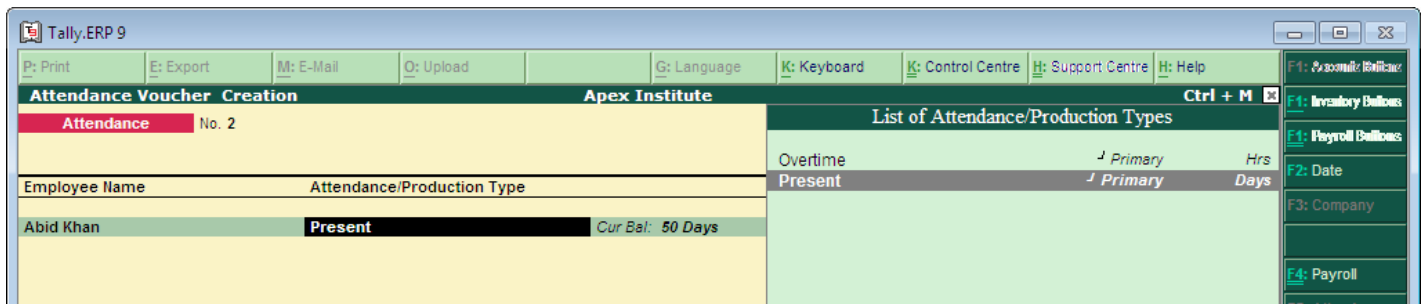 Tally.ERP 9
P: Print E: Export M: E-Mail O: Upload G: Language K: Keyboard K: Control Centre H: Support Centre H: Help
F1: Accounts Buttons
Attendance Voucher Creation Apex Institute Ctrl + M
F1: Inventory Buttons
Attendance No. 2
List of Attendance/Production Types
F1: Payroll Buttons
Overtime ┘ Primary Hrs
F2: Date
Employee Name Attendance/Production Type
Present ┘ Primary Days
F3: Company
Abid Khan Present Cur Bal: 50 Days
F4: Payroll